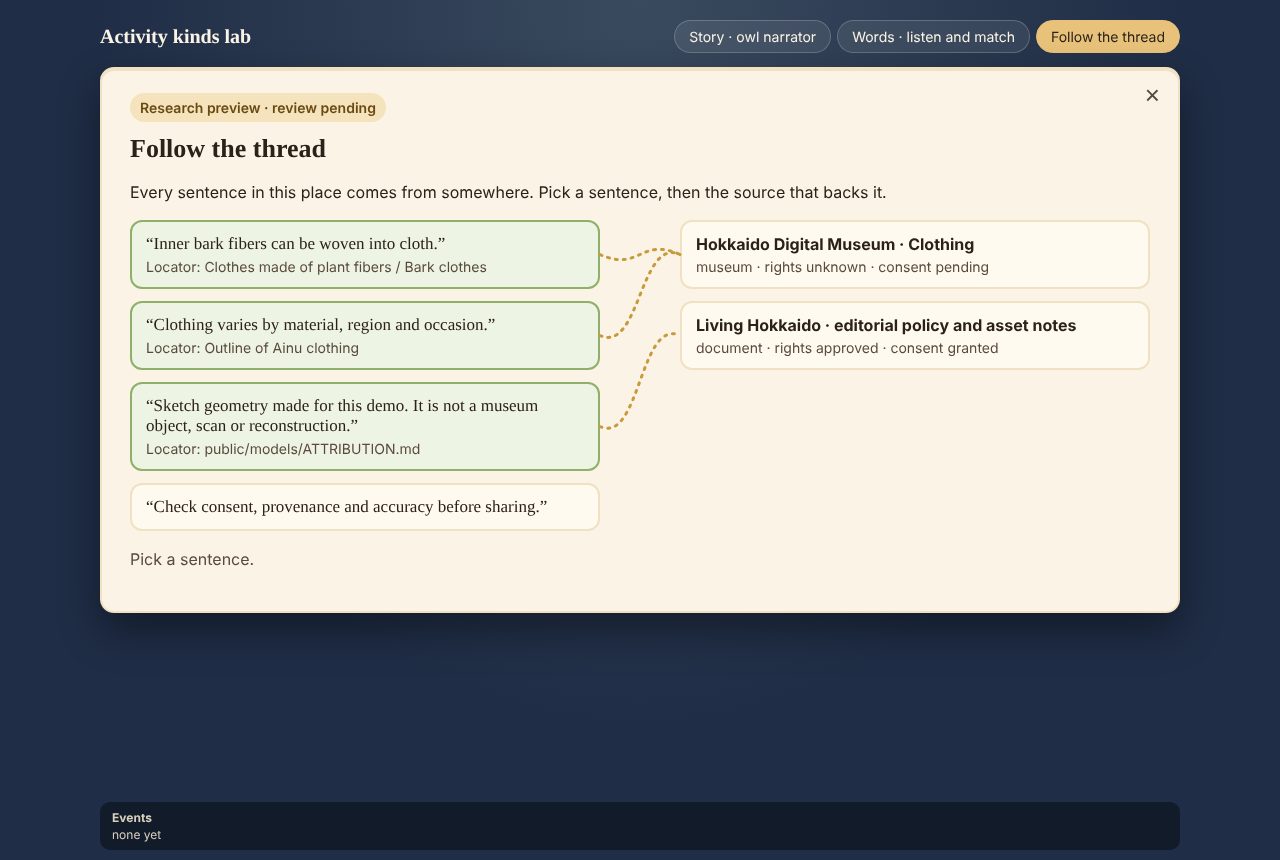 Activity kinds lab
Story · owl narrator
Words · listen and match
Follow the thread
Research preview · review pending
✕
Follow the thread
Every sentence in this place comes from somewhere. Pick a sentence, then the source that backs it.
“Inner bark fibers can be woven into cloth.”
Locator: Clothes made of plant fibers / Bark clothes
“Clothing varies by material, region and occasion.”
Locator: Outline of Ainu clothing
“Sketch geometry made for this demo. It is not a museum
object, scan or reconstruction.”
Locator: public/models/ATTRIBUTION.md
“Check consent, provenance and accuracy before sharing.”
Hokkaido Digital Museum · Clothing
museum · rights unknown · consent pending
Living Hokkaido · editorial policy and asset notes
document · rights approved · consent granted
Pick a sentence.
Events
none yet